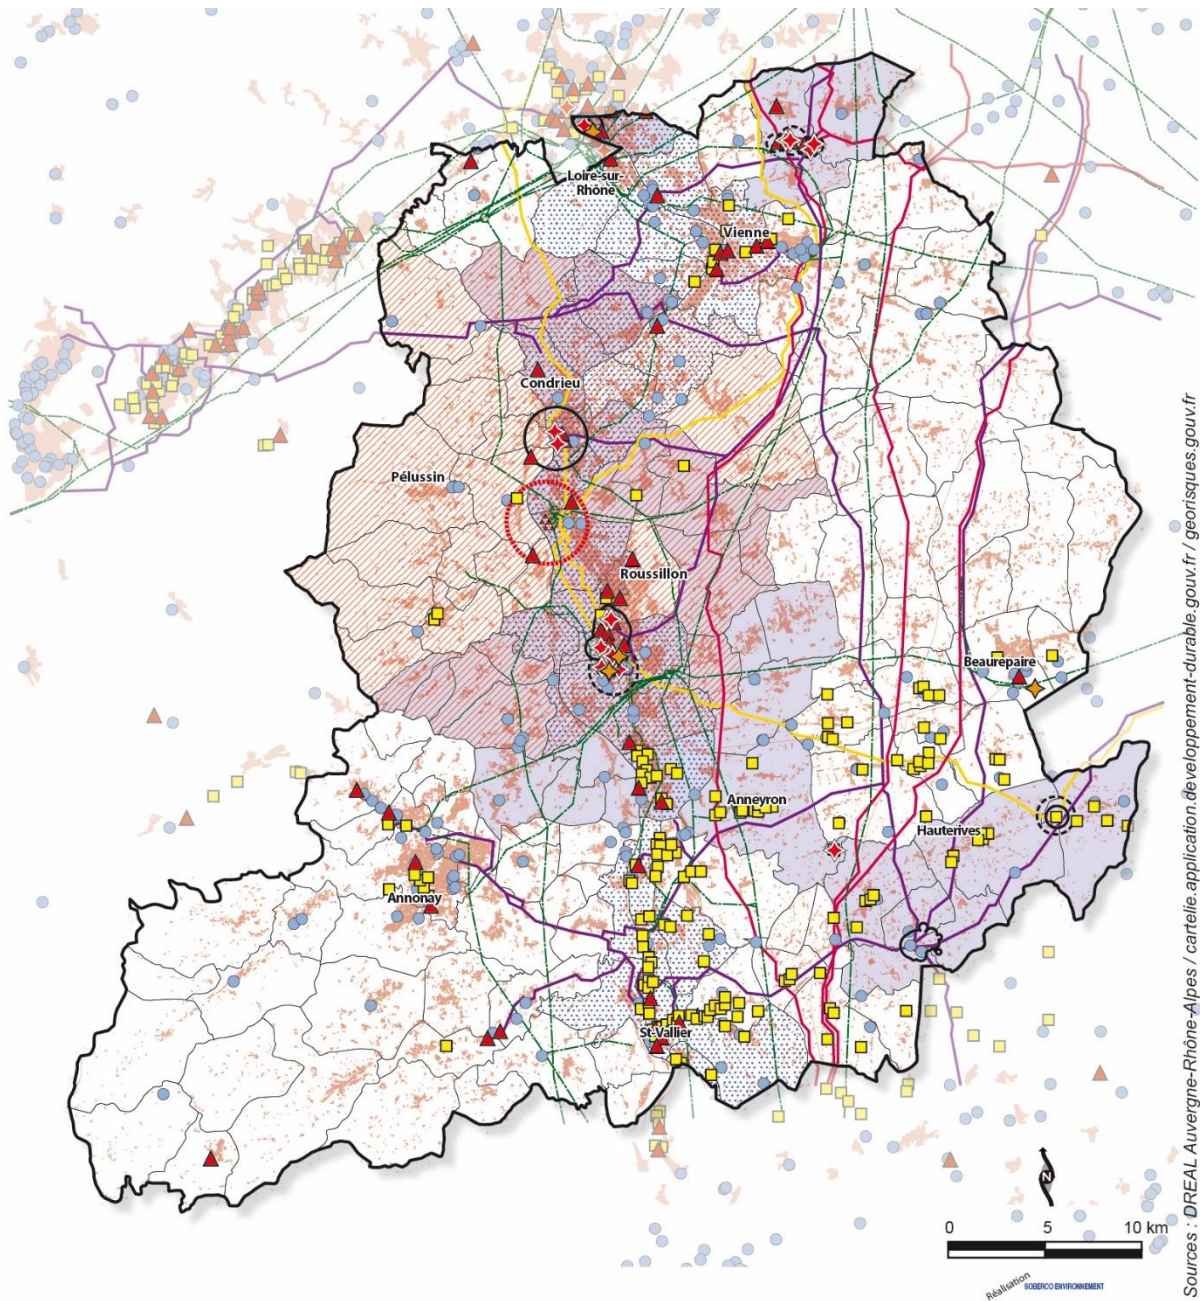 Loire-sur-
Rhône
Vienne
Condrieu
Pélussin
Roussillon
Beaurepaire
Anneyron
Hauterives
Annonay
St-Vallier
N
0 5 10 km
Réalisation
SOBERCO ENVIRONNEMENT
Sources : DREAL Auvergne-Rhône-Alpes / cartelie.application.developpement-durable.gouv.fr / georisques.gouv.fr